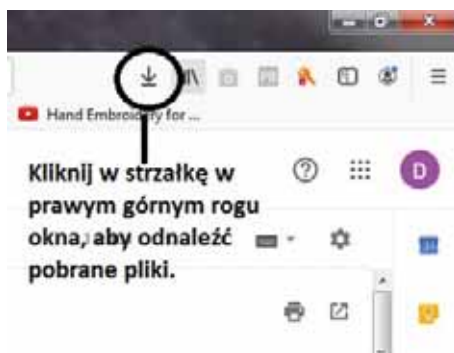 Hand Embroidery for ...
D
Kliknij w strzałkę w
prawym górnym rogu
okna, aby odnaleźć
pobrane pliki.